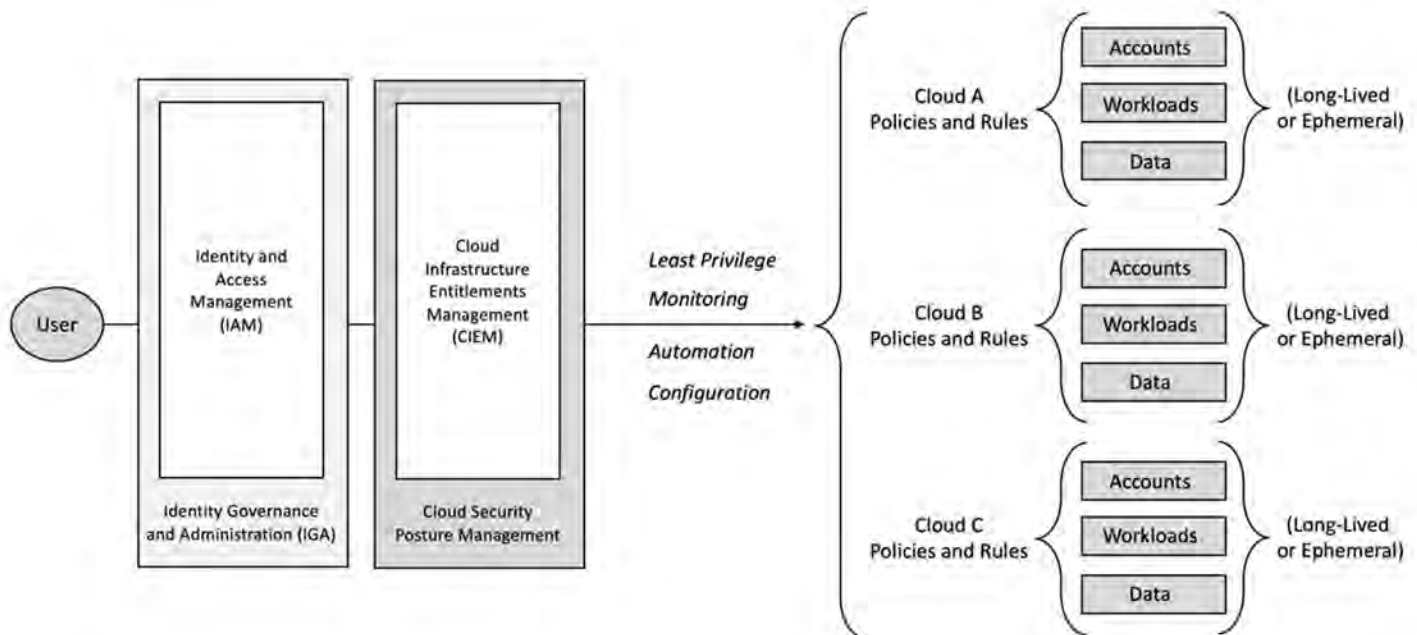 User
Identity and
Access
Management
(IAM)
Identity Governance
and Administration (IGA)
Cloud
Infrastructure
Entitlements
Management
(CIEM)
Cloud Security
Posture Management
Least Privilege
Monitoring
Automation
Configuration
Cloud A
Policies and Rules
Accounts
Workloads
Data
(Long-Lived
or Ephemeral)
Cloud B
Policies and Rules
Accounts
Workloads
Data
(Long-Lived
or Ephemeral)
Cloud C
Policies and Rules
Accounts
Workloads
Data
(Long-Lived
or Ephemeral)